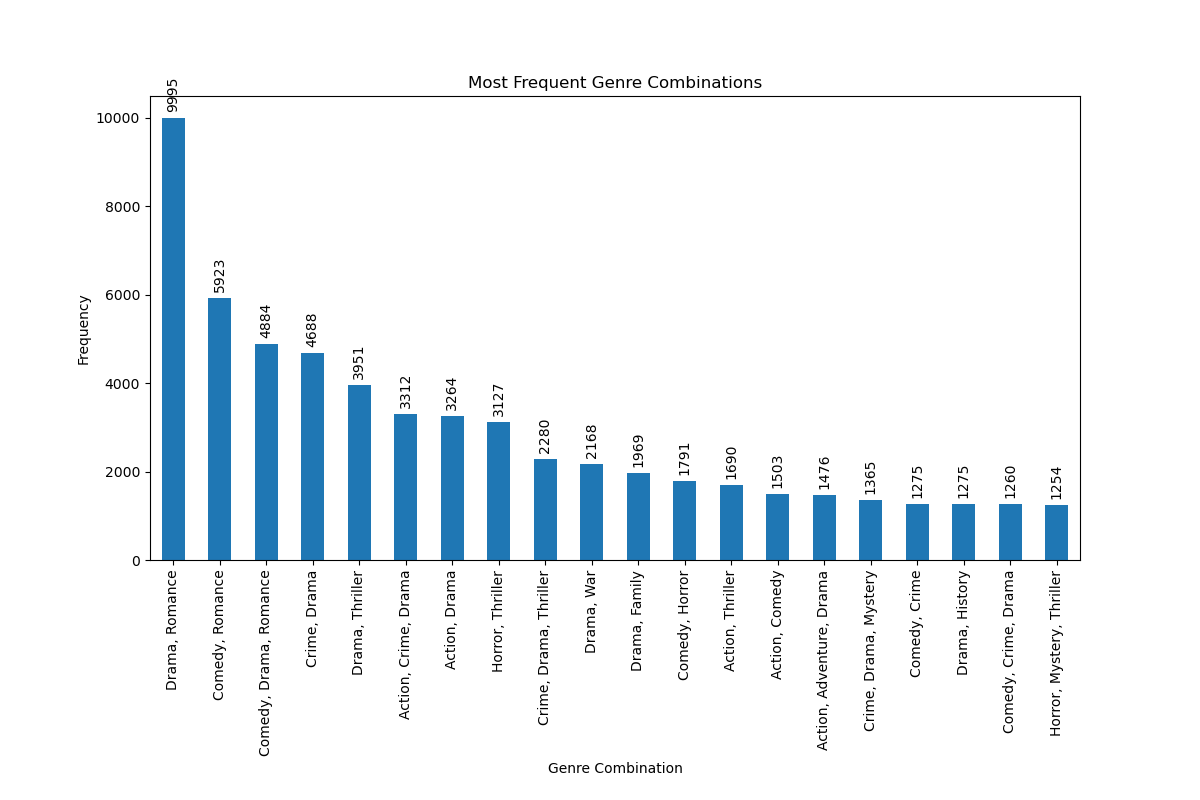 Most Frequent Genre Combinations
Frequency
10000
8000
6000
4000
2000
0
9995
5923
4884
4688
3951
3312
3264
3127
2280
2168
1969
1791
1690
1503
1476
1365
1275
1275
1260
1254
Drama, Romance
Comedy, Romance
Comedy, Drama, Romance
Crime, Drama
Drama, Thriller
Action, Crime, Drama
Action, Drama
Horror, Thriller
Crime, Drama, Thriller
Drama, War
Drama, Family
Comedy, Horror
Action, Thriller
Action, Comedy
Action, Adventure, Drama
Crime, Drama, Mystery
Comedy, Crime
Drama, History
Comedy, Crime, Drama
Horror, Mystery, Thriller
Genre Combination